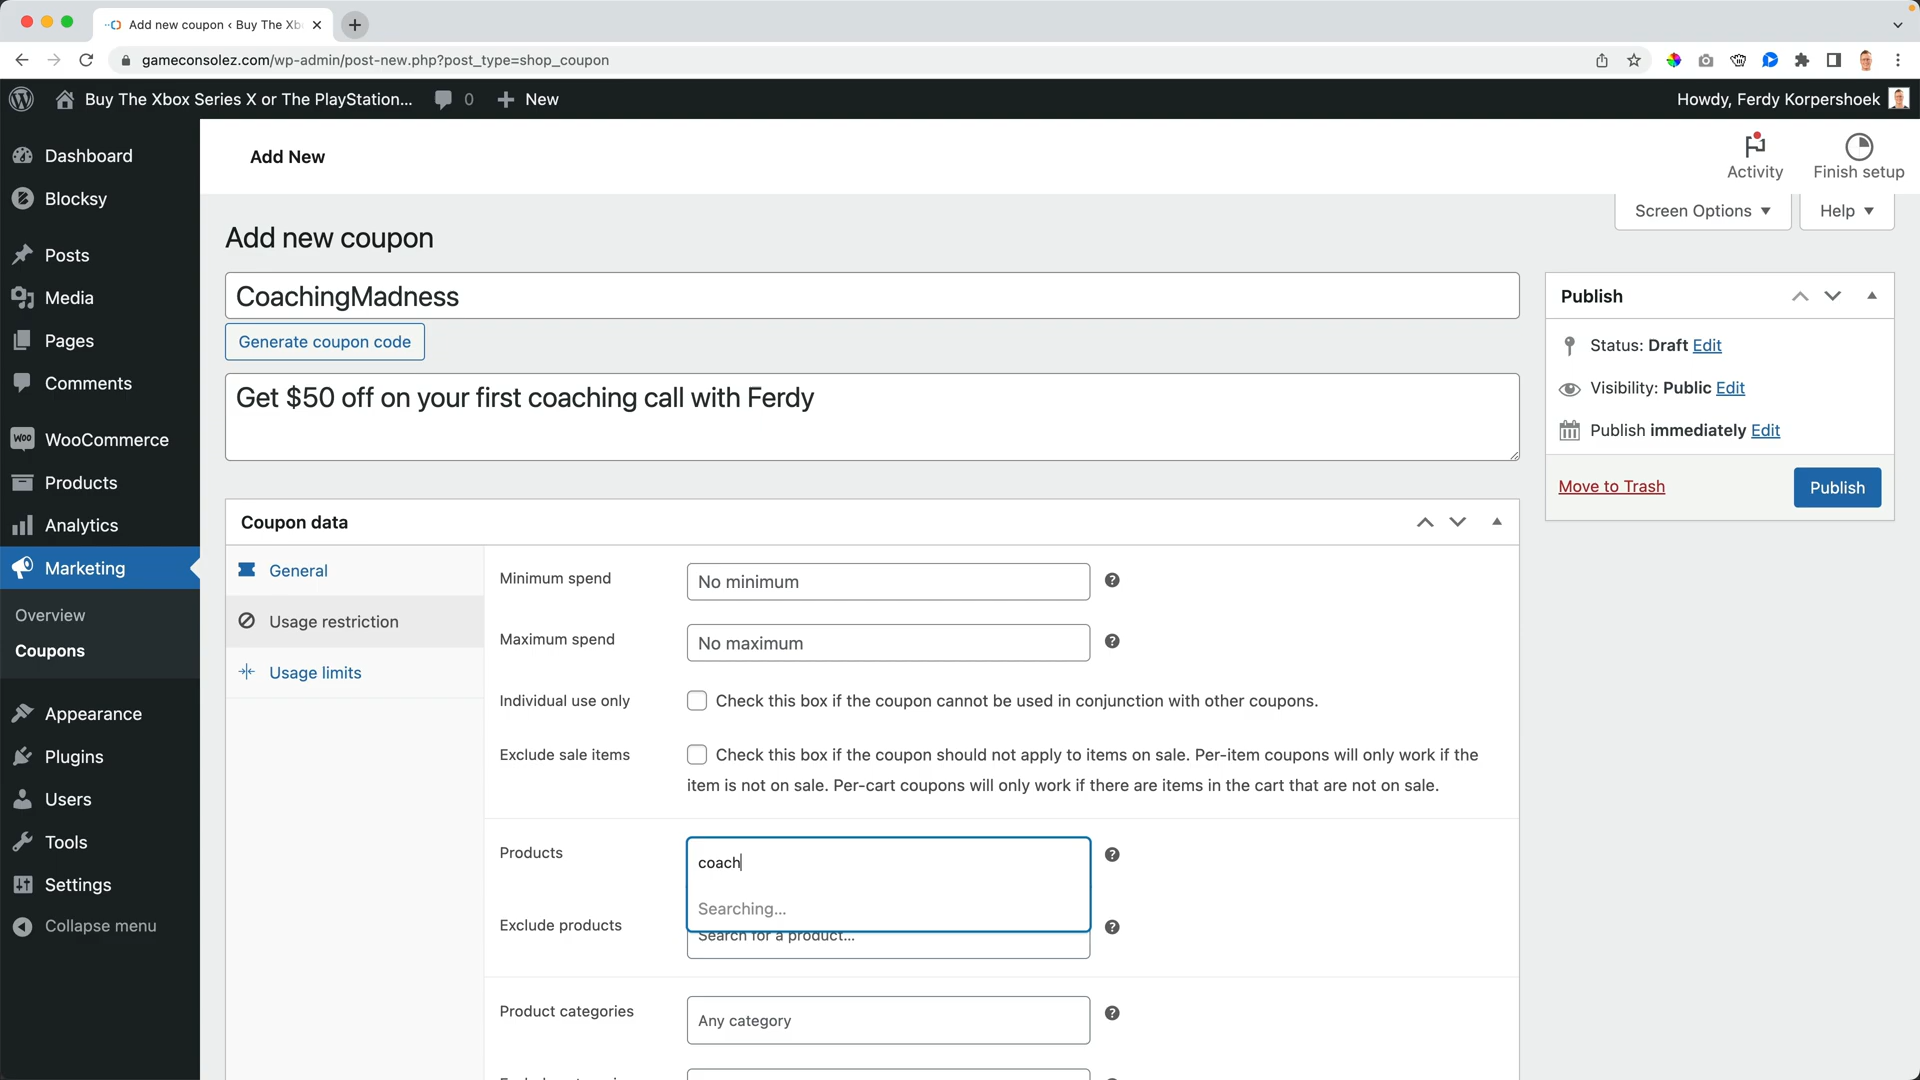 Add new coupon ‹ Buy The Xb
gameconsolez.com/wp-admin/post-new.php?post_type=shop_coupon
Buy The Xbox Series X or The PlayStation... 0 New Howdy, Ferdy Korpershoek
Dashboard
Blocksy
Posts
Media
Pages
Comments
WooCommerce
Products
Analytics
Marketing
Overview
Coupons
Appearance
Plugins
Users
Tools
Settings
Collapse menu
Add New
Activity
Finish setup
Screen Options
Help
Add new coupon
CoachingMadness
Generate coupon code
Get $50 off on your first coaching call with Ferdy
Publish
Status: Draft Edit
Visibility: Public Edit
Publish immediately Edit
Move to Trash
Publish
Coupon data
General
Usage restriction
Usage limits
Minimum spend
No minimum
Maximum spend
No maximum
Individual use only
Check this box if the coupon cannot be used in conjunction with other coupons.
Exclude sale items
Check this box if the coupon should not apply to items on sale. Per-item coupons will only work if the
item is not on sale. Per-cart coupons will only work if there are items in the cart that are not on sale.
Products
coach
Searching...
Exclude products
Search for a product...
Product categories
Any category